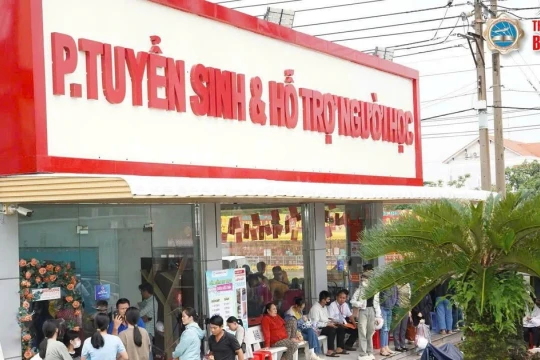 P.TUYỂN SINH & HỖ TRỢ NGƯỜI HỌC